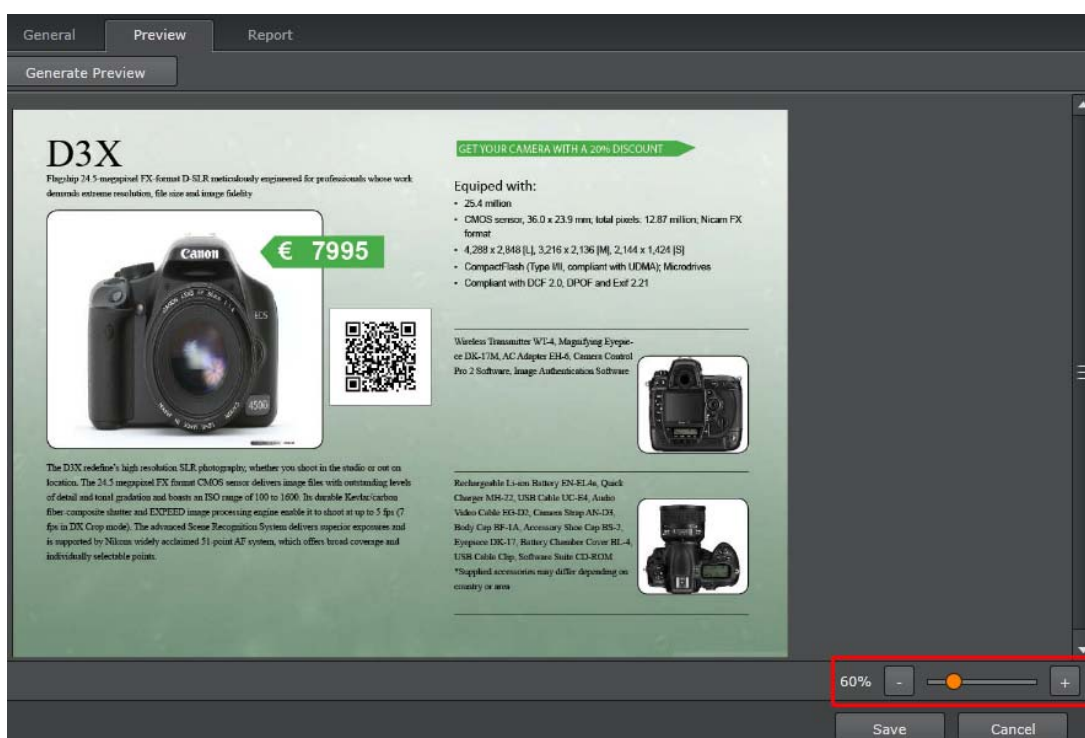 General Preview Report
Generate Preview
D3X
Flagship 24.5-megapixel FX-format D-SLR meticulously engineered for professionals whose work
demands extreme resolution, file size and image fidelity
Canon
€ 7995
EOS
450D
The D3X redefine's high resolution SLR photography, whether you shoot in the studio or out on
location. The 24.5 megapixel FX format CMOS sensor delivers image files with outstanding levels
of detail and tonal gradation and boasts an ISO range of 100 to 1600. Its durable Kevlar/carbon
fiber composite shutter and EXPEED image processing engine enable it to shoot at up to 5 fps (7
fps in DX Crop mode). The advanced Scene Recognition System delivers superior exposures and
is supported by Nikons widely acclaimed 51-point AF system, which offers broad coverage and
individually selectable points.
GET YOUR CAMERA WITH A 20% DISCOUNT
Equiped with:
• 25.4 million
• CMOS sensor, 36.0 x 23.9 mm; total pixels: 12.87 million; Nicam FX
format
• 4,288 x 2,848 [L], 3,216 x 2,136 [M], 2,144 x 1,424 [S]
• CompactFlash (Type I/II, compliant with UDMA); Microdrives
• Compliant with DCF 2.0, DPOF and Exif 2.21
Wireless Transmitter WT-4, Magnifying Eyepie-
ce DK-17M, AC Adapter EH-6, Camera Control
Pro 2 Software, Image Authentication Software
Rechargeable Li-ion Battery EN-EL4a, Quick
Charger MH-22, USB Cable UC-E4, Audio
Video Cable EG-D2, Camera Strap AN-D3,
Body Cap BF-1A, Accessory Shoe Cap BS-2,
Eyepiece DK-17, Battery Chamber Cover BL-4,
USB Cable Clip, Software Suite CD-ROM
*Supplied accessories may differ depending on
country or area
60% - +
Save Cancel